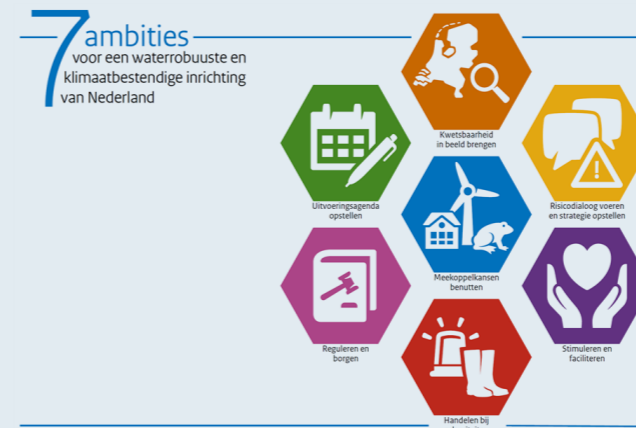 7 ambities
voor een waterrobuuste en
klimaatbestendige inrichting
van Nederland
Kwetsbaarheid
in beeld brengen
Uitvoeringsagenda
opstellen
Risicodialoog voeren
en strategie opstellen
Meekoppelkansen
benutten
Reguleren en
borgen
Stimuleren en
faciliteren
Handelen bij